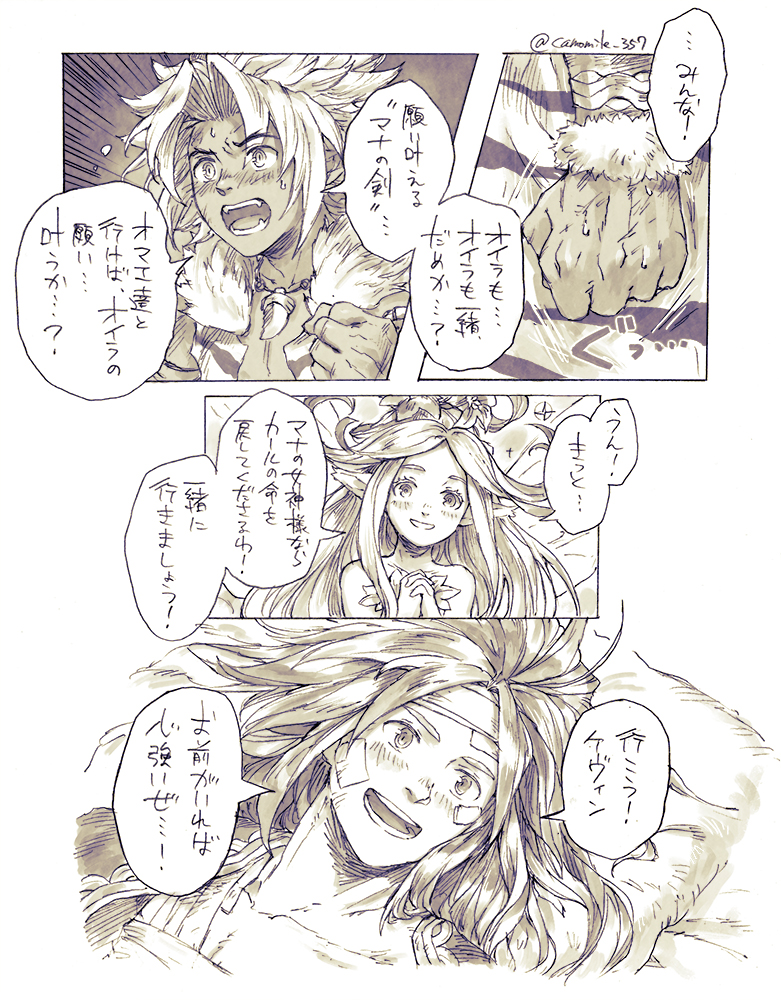 @camomile_357
…みんな!
ぐっ…
オイラも…
オイラも一緒、
だめか…?
願い叶える
"マナの剣"…
オマエ達と
行けば、オイラの
願い…
叶うか…?
うん!
きっと…
マナの女神様なら
カールの命を
戻してくださるわ!
一緒に
行きましょう!
行こうっ!
ケヴィン
お前がいれば
心強いぜ…!